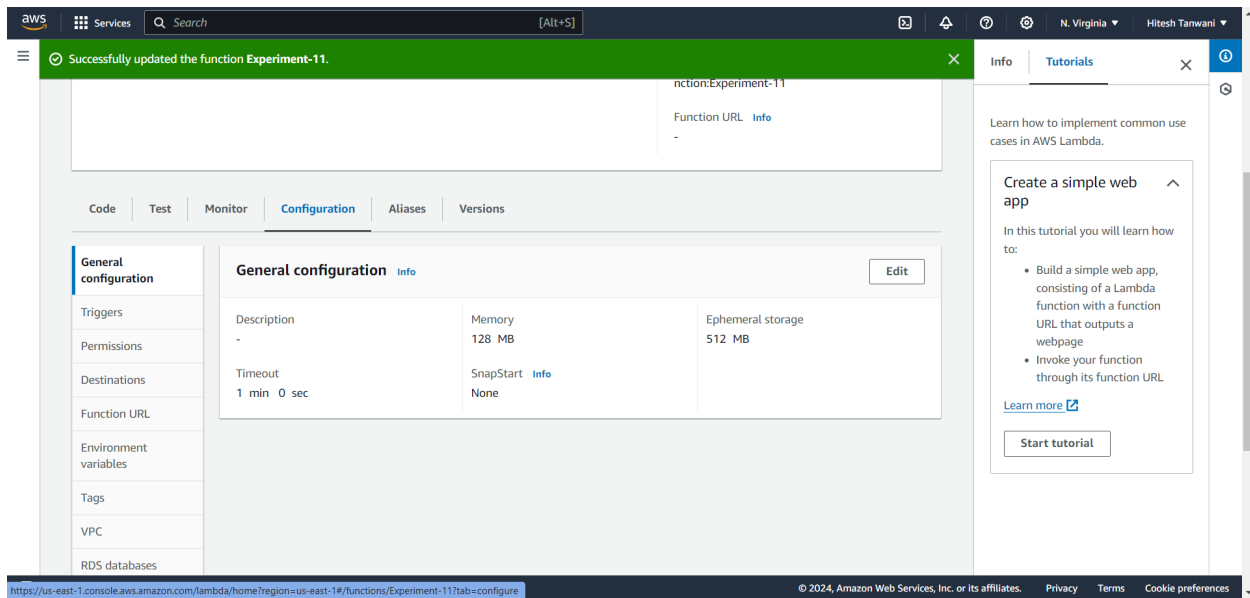 aws
Services
Search
[Alt+S]
N. Virginia
Hitesh Tanwani
Successfully updated the function Experiment-11.
nction:Experiment-11
Function URL Info
-
Code
Test
Monitor
Configuration
Aliases
Versions
General
configuration
Triggers
Permissions
Destinations
Function URL
Environment
variables
Tags
VPC
RDS databases
General configuration Info
Edit
Description
-
Memory
128 MB
Ephemeral storage
512 MB
Timeout
1 min 0 sec
SnapStart Info
None
Info
Tutorials
Learn how to implement common use
cases in AWS Lambda.
Create a simple web
app
In this tutorial you will learn how
to:
• Build a simple web app,
consisting of a Lambda
function with a function
URL that outputs a
webpage
• Invoke your function
through its function URL
Learn more
Start tutorial
https://us-east-1.console.aws.amazon.com/lambda/home?region=us-east-1#/functions/Experiment-11?tab=configure
© 2024, Amazon Web Services, Inc. or its affiliates.
Privacy
Terms
Cookie preferences